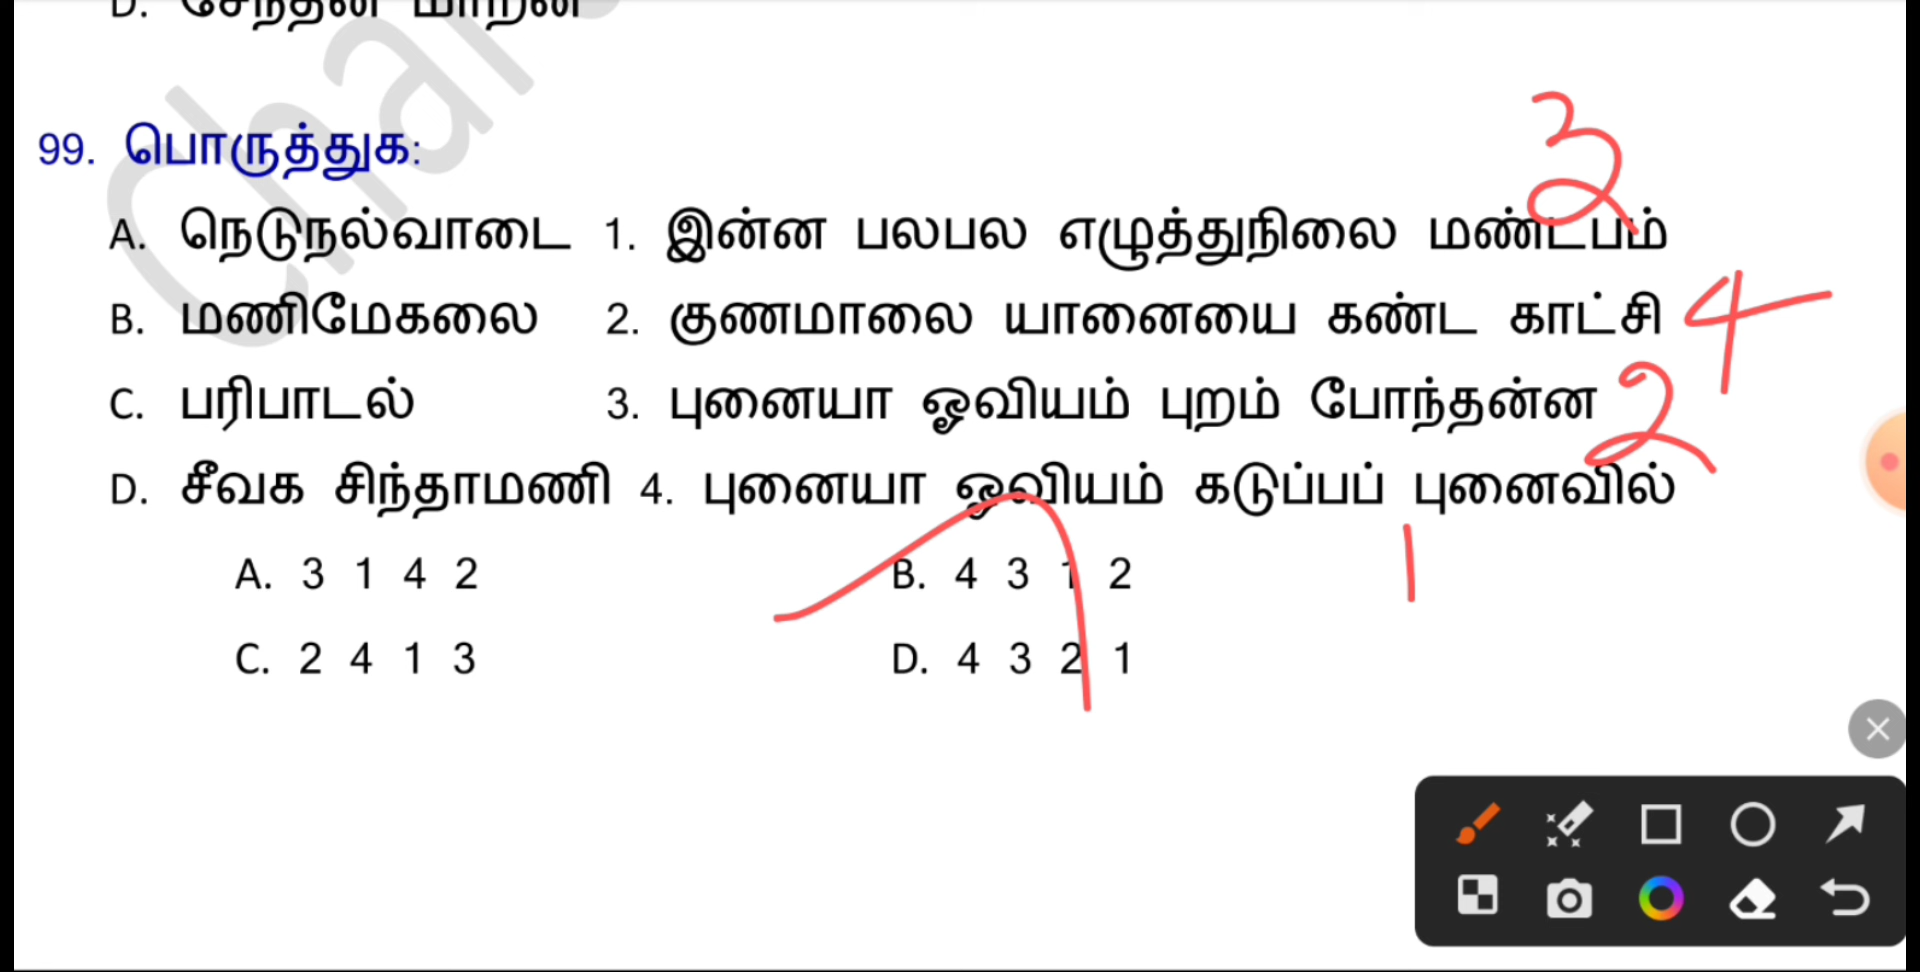 D. சேந்தன் மாறன்
99. பொருத்துக:
A. நெடுநல்வாடை 1. இன்ன பலபல எழுத்துநிலை மண்டபம் 3
B. மணிமேகலை 2. குணமாலை யானையை கண்ட காட்சி 4
C. பரிபாடல் 3. புனையா ஓவியம் புறம் போந்தன்ன 2
D. சீவக சிந்தாமணி 4. புனையா ஓவியம் கடுப்பப் புனைவில் 1
A. 3 1 4 2 B. 4 3 1 2
C. 2 4 1 3 D. 4 3 2 1